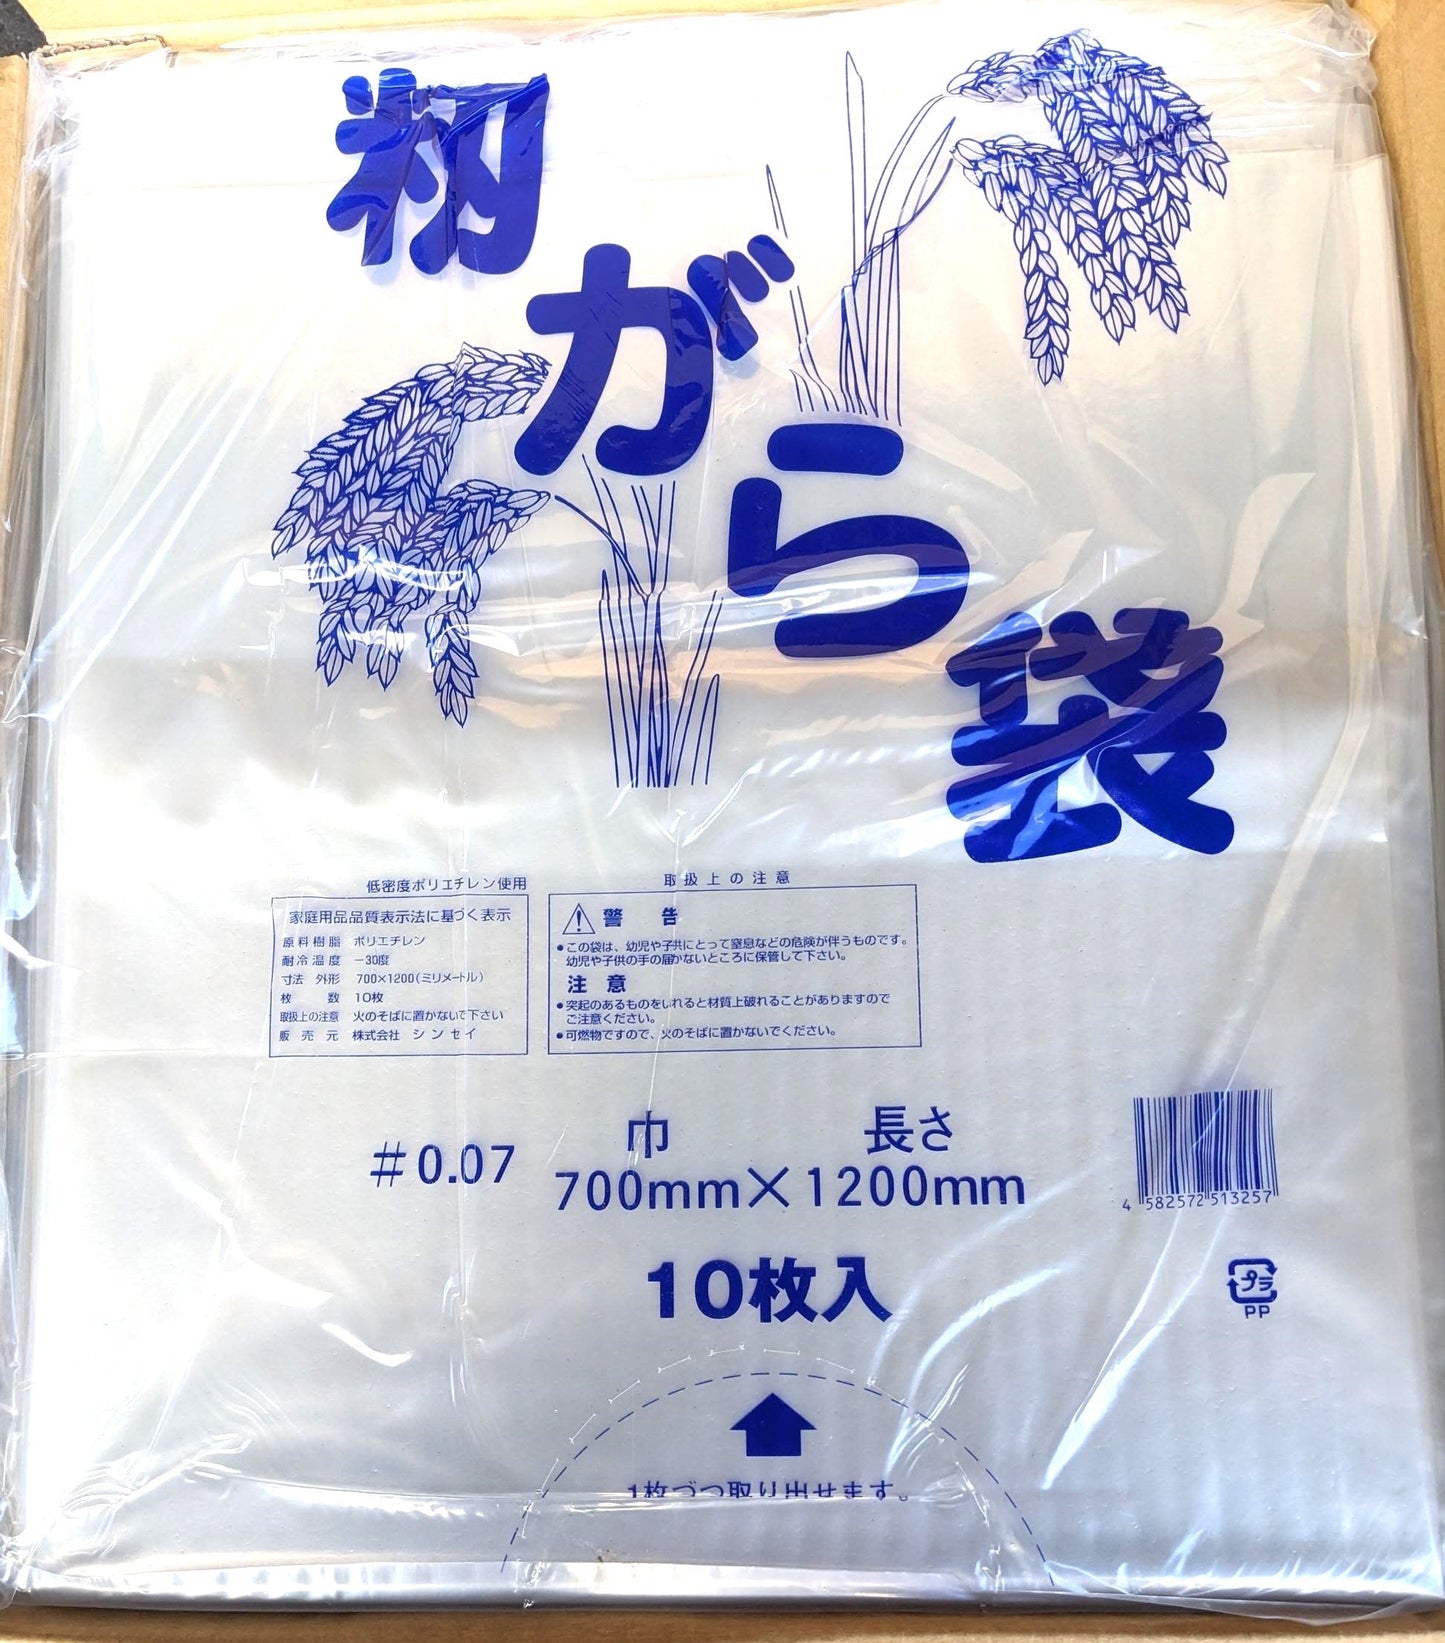 籾がら袋
低密度ポリエチレン使用
家庭用品品質表示法に基づく表示
原料樹脂 ポリエチレン
耐冷温度 −30度
寸法 外形 700×1200(ミリメートル)
枚数 10枚
取扱上の注意 火のそばに置かないで下さい
販売元 株式会社 シンセイ
取扱上の注意
警告
●この袋は、幼児や子供にとって窒息などの危険が伴うものです。
幼児や子供の手の届かないところに保管して下さい。
注意
●突起のあるものをいれると材質上破れることがありますので
ご注意ください。
●可燃物ですので、火のそばに置かないでください。
巾 長さ
#0.07 700mm×1200mm
4 582572 513257
10枚入
プラ
PP
1枚づつ取り出せます。